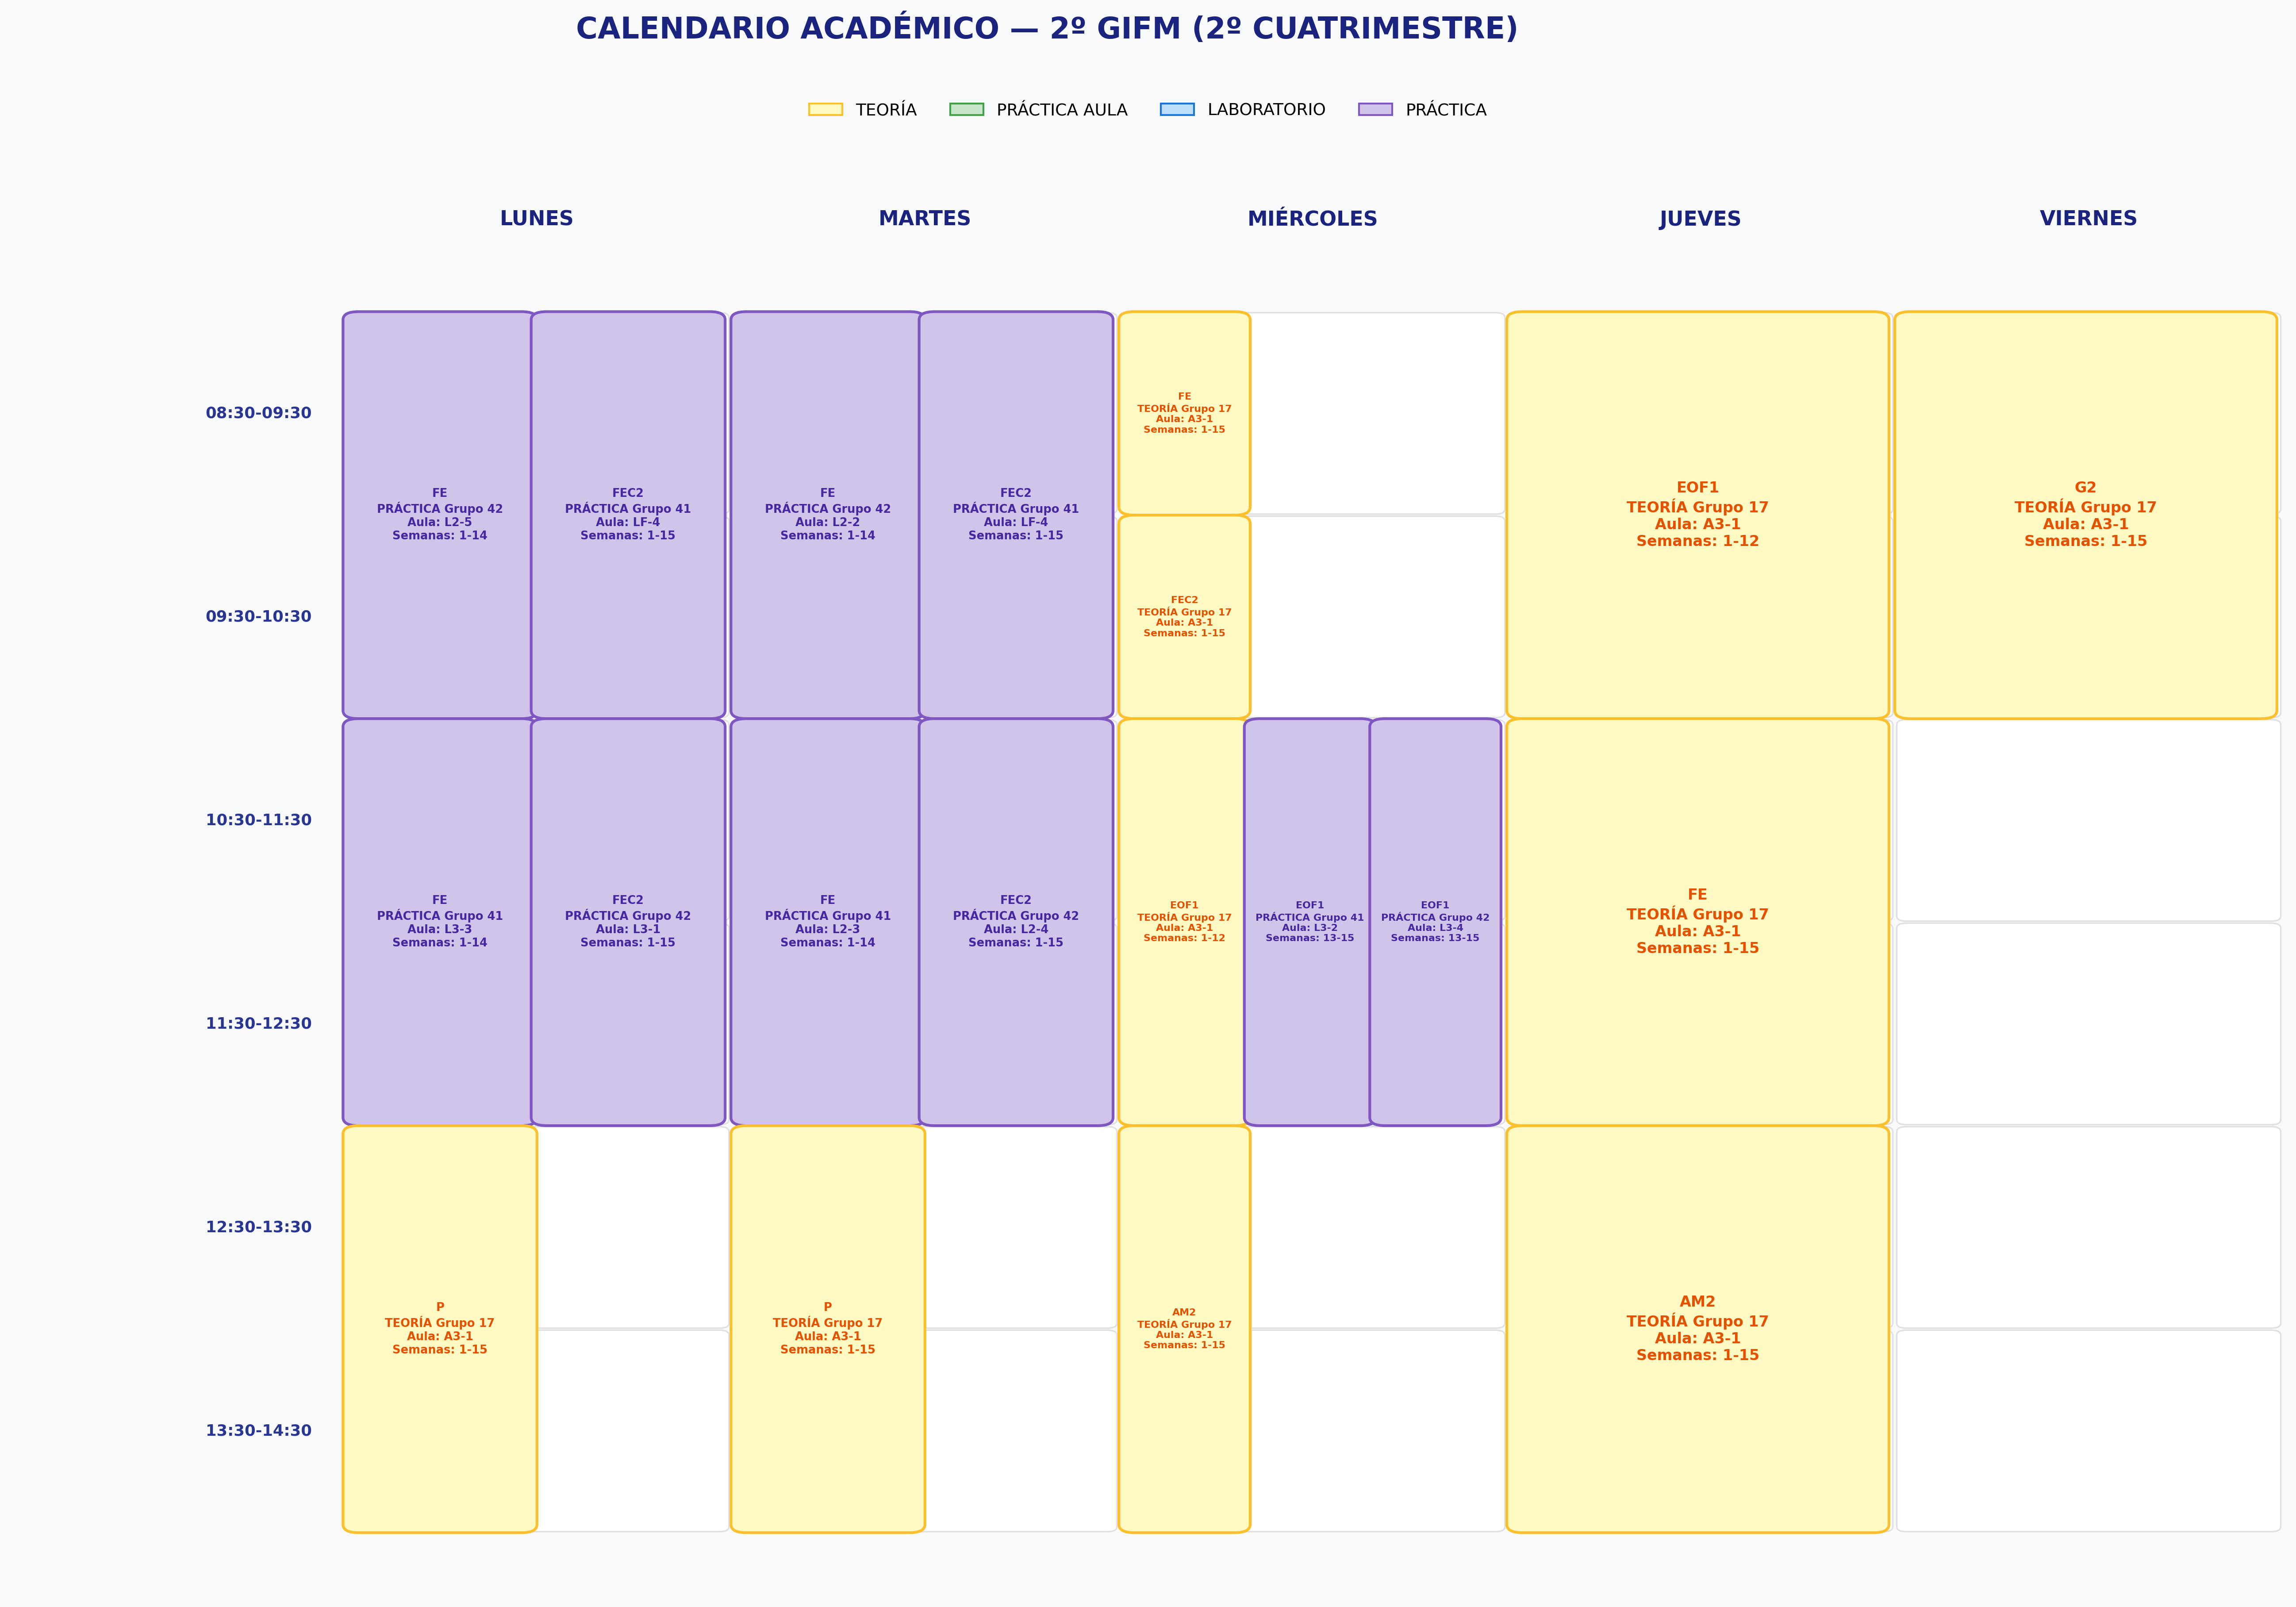 CALENDARIO ACADÉMICO — 2º GIFM (2º CUATRIMESTRE)
TEORÍA
PRÁCTICA AULA
LABORATORIO
PRÁCTICA
LUNES
MARTES
MIÉRCOLES
JUEVES
VIERNES
08:30-09:30
09:30-10:30
FE
PRÁCTICA Grupo 42
Aula: L2-5
Semanas: 1-14
FEC2
PRÁCTICA Grupo 41
Aula: LF-4
Semanas: 1-15
FE
PRÁCTICA Grupo 42
Aula: L2-2
Semanas: 1-14
FEC2
PRÁCTICA Grupo 41
Aula: LF-4
Semanas: 1-15
FE
TEORÍA Grupo 17
Aula: A3-1
Semanas: 1-15
FEC2
TEORÍA Grupo 17
Aula: A3-1
Semanas: 1-15
EOF1
TEORÍA Grupo 17
Aula: A3-1
Semanas: 1-12
G2
TEORÍA Grupo 17
Aula: A3-1
Semanas: 1-15
10:30-11:30
11:30-12:30
FE
PRÁCTICA Grupo 41
Aula: L3-3
Semanas: 1-14
FEC2
PRÁCTICA Grupo 42
Aula: L3-1
Semanas: 1-15
FE
PRÁCTICA Grupo 41
Aula: L2-3
Semanas: 1-14
FEC2
PRÁCTICA Grupo 42
Aula: L2-4
Semanas: 1-15
EOF1
TEORÍA Grupo 17
Aula: A3-1
Semanas: 1-12
EOF1
PRÁCTICA Grupo 41
Aula: L3-2
Semanas: 13-15
EOF1
PRÁCTICA Grupo 42
Aula: L3-4
Semanas: 13-15
FE
TEORÍA Grupo 17
Aula: A3-1
Semanas: 1-15
12:30-13:30
13:30-14:30
P
TEORÍA Grupo 17
Aula: A3-1
Semanas: 1-15
P
TEORÍA Grupo 17
Aula: A3-1
Semanas: 1-15
AM2
TEORÍA Grupo 17
Aula: A3-1
Semanas: 1-15
AM2
TEORÍA Grupo 17
Aula: A3-1
Semanas: 1-15